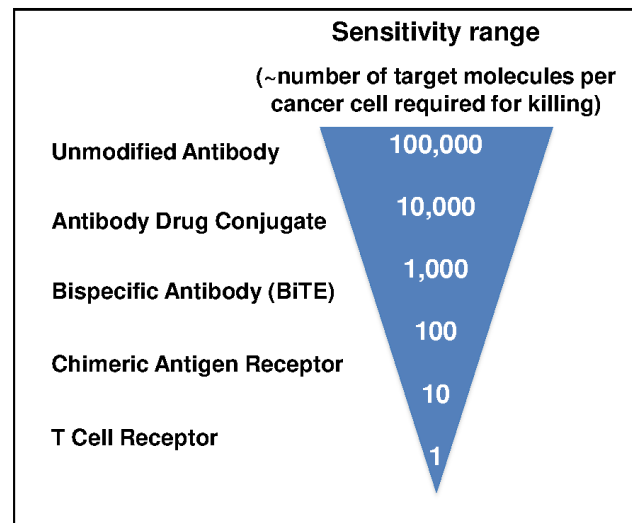 Sensitivity range
(~number of target molecules per
cancer cell required for killing)
Unmodified Antibody
100,000
Antibody Drug Conjugate
10,000
1,000
Bispecific Antibody (BiTE)
100
Chimeric Antigen Receptor
10
T Cell Receptor
1